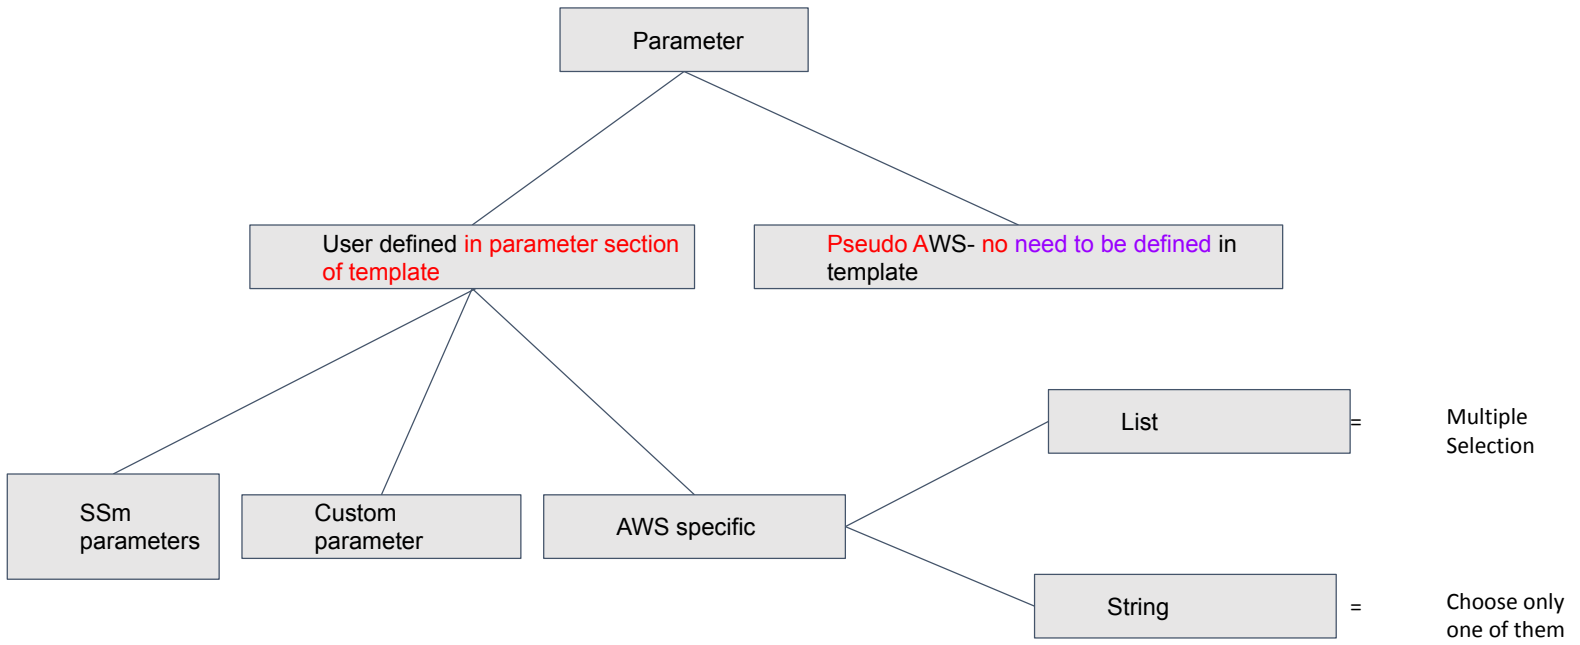 Parameter
User defined in parameter section
of template
Pseudo AWS- no need to be defined in
template
List
=
Multiple
Selection
SSm
parameters
Custom
parameter
AWS specific
String
=
Choose only
one of them